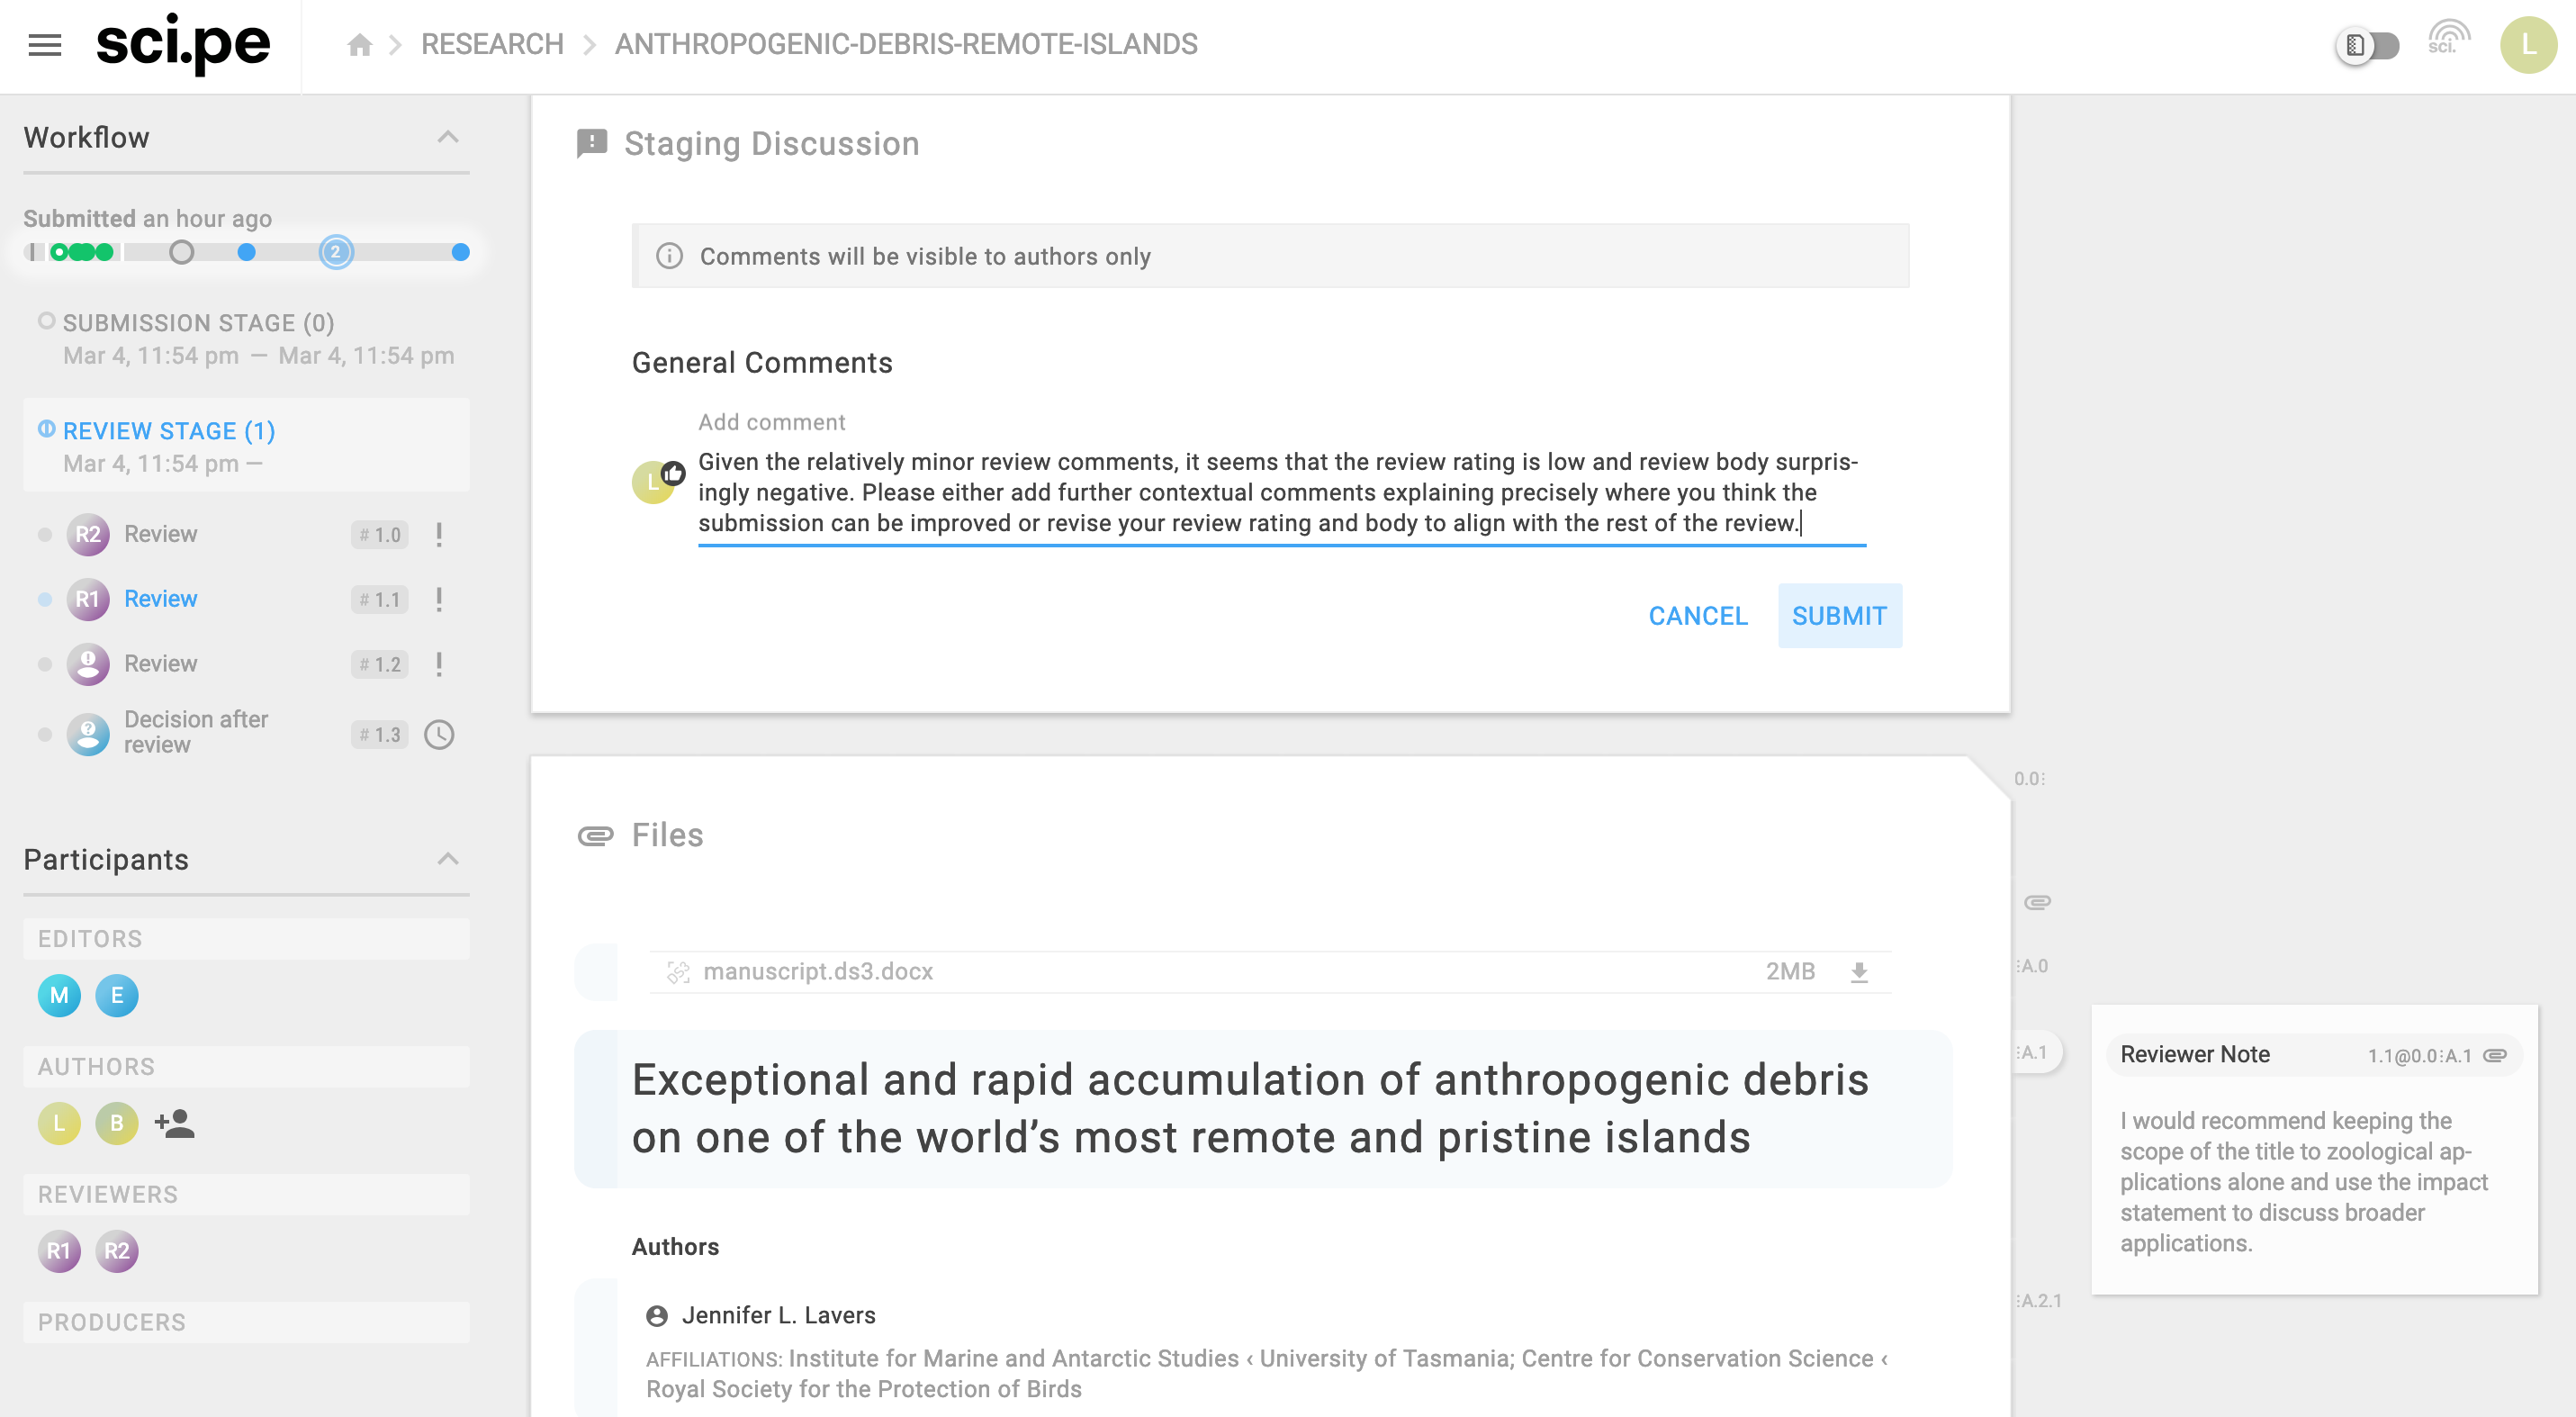 sci.pe
RESEARCH
ANTHROPOGENIC-DEBRIS-REMOTE-ISLANDS
sci.
L
Workflow
Submitted an hour ago
2
SUBMISSION STAGE (0)
Mar 4, 11:54 pm — Mar 4, 11:54 pm
REVIEW STAGE (1)
Mar 4, 11:54 pm —
R2 Review # 1.0
R1 Review # 1.1
Review # 1.2
Decision after
review # 1.3
Participants
EDITORS
M E
AUTHORS
L B
REVIEWERS
R1 R2
PRODUCERS
Staging Discussion
Comments will be visible to authors only
General Comments
Add comment
L
Given the relatively minor review comments, it seems that the review rating is low and review body surpris-
ingly negative. Please either add further contextual comments explaining precisely where you think the
submission can be improved or revise your review rating and body to align with the rest of the review.
CANCEL SUBMIT
Files
manuscript.ds3.docx 2MB
Exceptional and rapid accumulation of anthropogenic debris
on one of the world’s most remote and pristine islands
Authors
Jennifer L. Lavers
AFFILIATIONS: Institute for Marine and Antarctic Studies ‹ University of Tasmania; Centre for Conservation Science ‹
Royal Society for the Protection of Birds
0.0⁝
⁝A.0
⁝A.1
⁝A.2.1
Reviewer Note 1.1@0.0⁝A.1
I would recommend keeping the
scope of the title to zoological ap-
plications alone and use the impact
statement to discuss broader
applications.